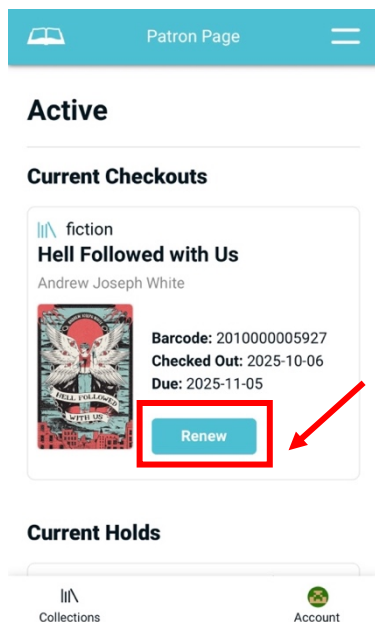 Patron Page
Active
Current Checkouts
fiction
Hell Followed with Us
Andrew Joseph White
HELL FOLLOWED
WITH US
Barcode: 2010000005927
Checked Out: 2025-10-06
Due: 2025-11-05
Renew
Current Holds
Collections
Account